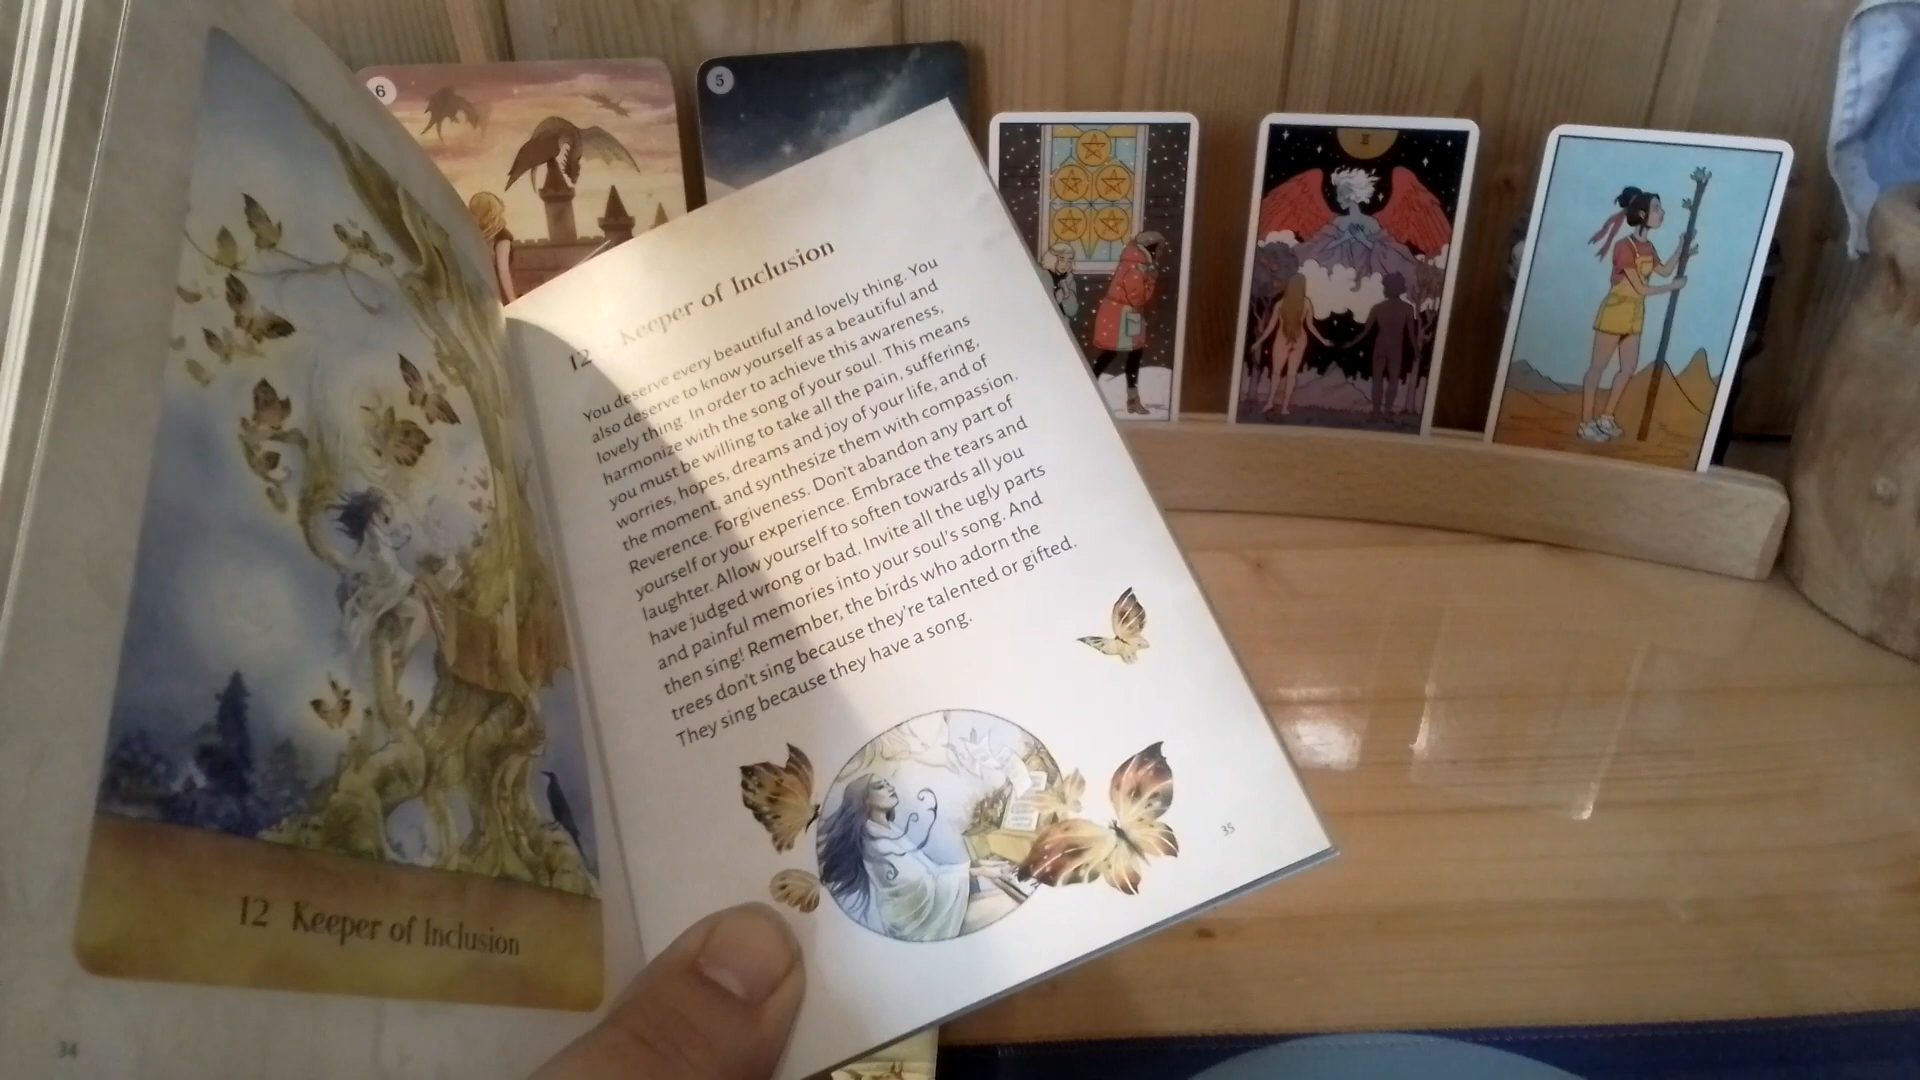 6
5
II
12 Keeper of Inclusion
34
12 - Keeper of Inclusion
You deserve every beautiful and lovely thing. You
also deserve to know yourself as a beautiful and
lovely thing. In order to achieve this awareness,
harmonize with the song of your soul. This means
you must be willing to take all the pain, suffering,
worries, hopes, dreams and joy of your life, and of
the moment, and synthesize them with compassion.
Reverence. Forgiveness. Don't abandon any part of
yourself or your experience. Embrace the tears and
laughter. Allow yourself to soften towards all you
have judged wrong or bad. Invite all the ugly parts
and painful memories into your soul's song. And
then sing! Remember, the birds who adorn the
trees don't sing because they're talented or gifted.
They sing because they have a song.
35